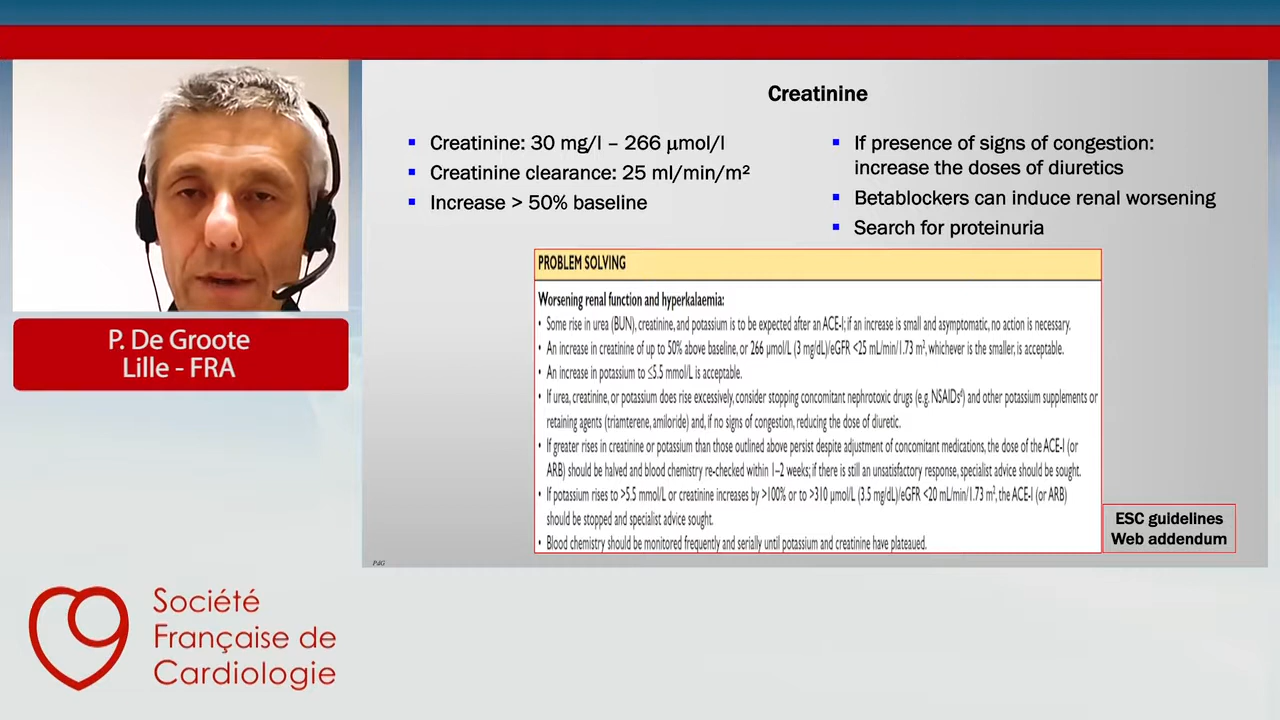 Creatinine
Creatinine: 30 mg/l – 266 μmol/l
Creatinine clearance: 25 ml/min/m²
Increase > 50% baseline
If presence of signs of congestion:
increase the doses of diuretics
Betablockers can induce renal worsening
Search for proteinuria
PROBLEM SOLVING
Worsening renal function and hyperkalaemia:
• Some rise in urea (BUN), creatinine, and potassium is to be expected after an ACE-I; if an increase is small and asymptomatic, no action is necessary.
• An increase in creatinine of up to 50% above baseline, or 266 μmol/L (3 mg/dL)/eGFR <25 mL/min/1.73 m², whichever is the smaller, is acceptable.
• An increase in potassium to ≤5.5 mmol/L is acceptable.
• If urea, creatinine, or potassium does rise excessively, consider stopping concomitant nephrotoxic drugs (e.g. NSAIDsᵈ) and other potassium supplements or
retaining agents (triamterene, amiloride) and, if no signs of congestion, reducing the dose of diuretic.
• If greater rises in creatinine or potassium than those outlined above persist despite adjustment of concomitant medications, the dose of the ACE-I (or
ARB) should be halved and blood chemistry re-checked within 1–2 weeks; if there is still an unsatisfactory response, specialist advice should be sought.
• If potassium rises to >5.5 mmol/L or creatinine increases by >100% or to >310 μmol/L (3.5 mg/dL)/eGFR <20 mL/min/1.73 m², the ACE-I (or ARB)
should be stopped and specialist advice sought.
• Blood chemistry should be monitored frequently and serially until potassium and creatinine have plateaued.
ESC guidelines
Web addendum
PdG
P. De Groote
Lille - FRA
Société
Française de
Cardiologie